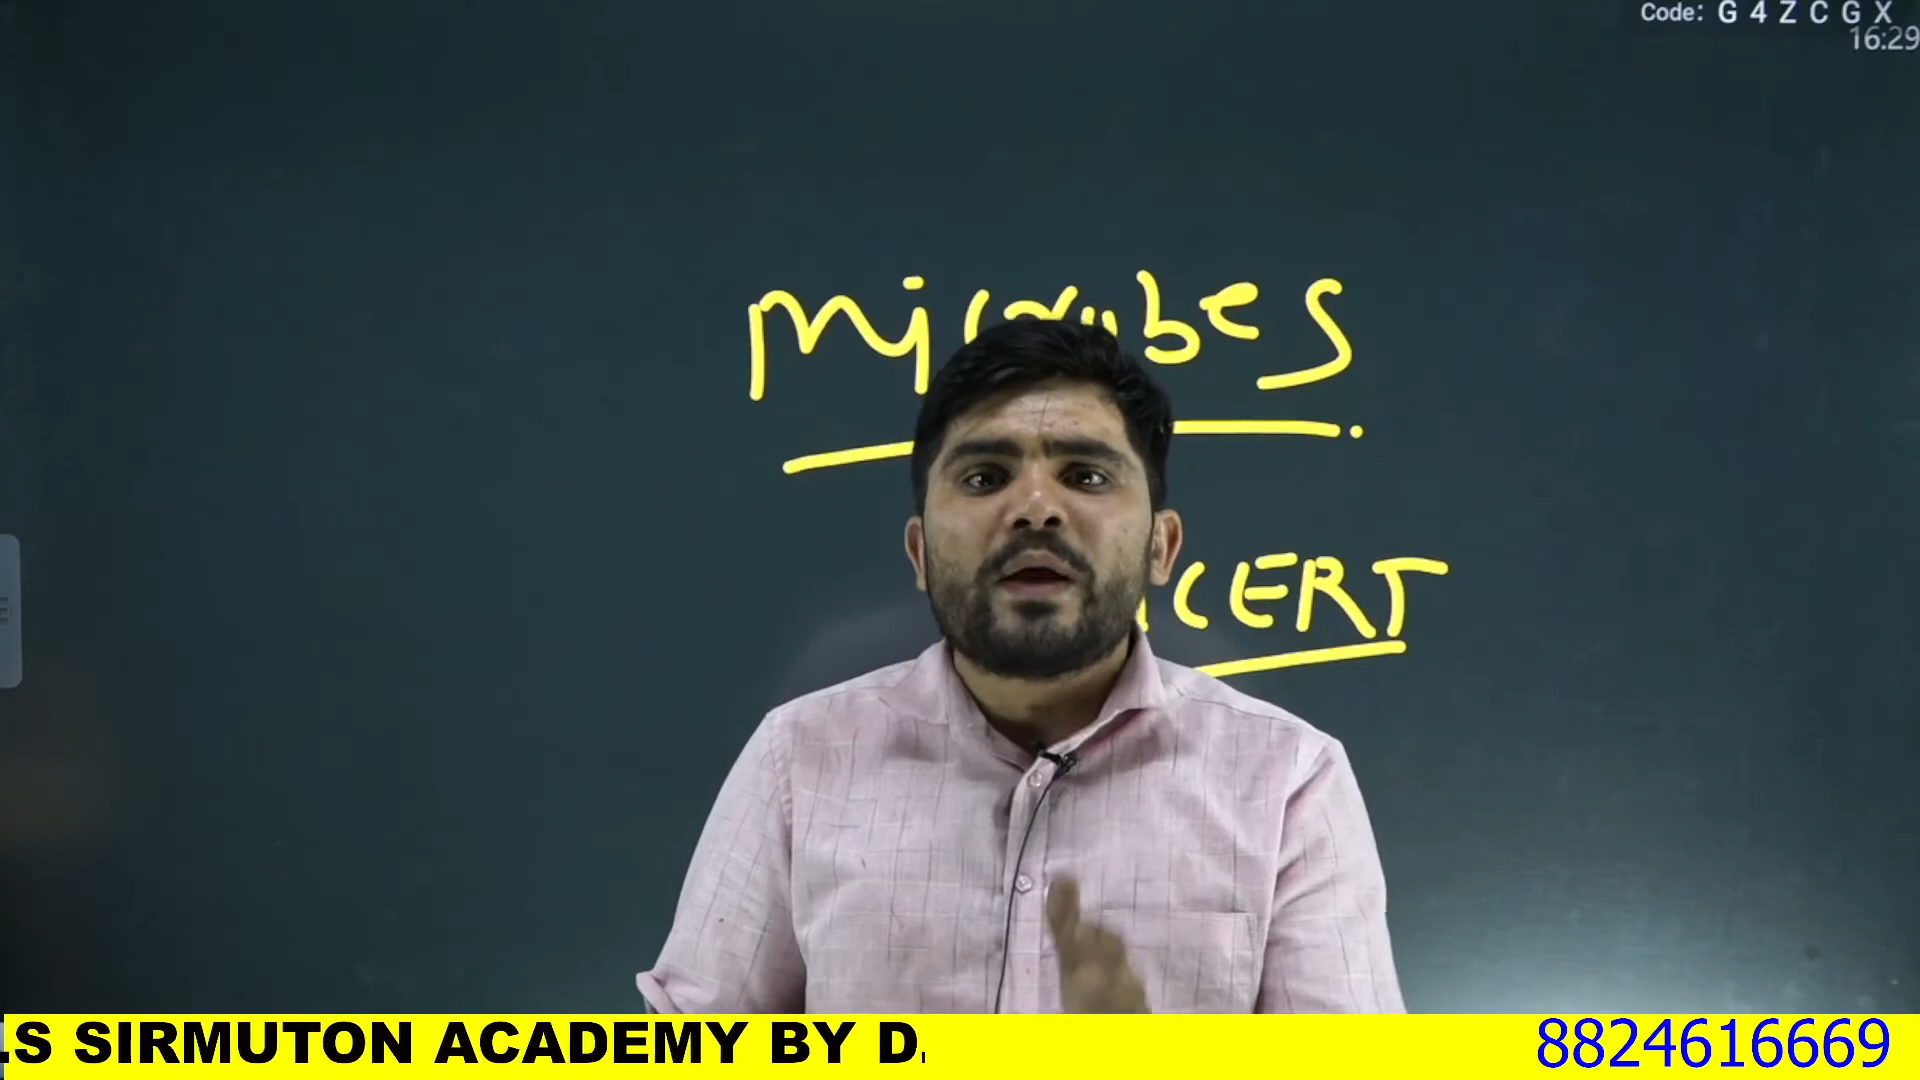 Code: G 4 Z C G X
16:29
Microbes
CERT
.S SIRMUTON ACADEMY BY D
8824616669